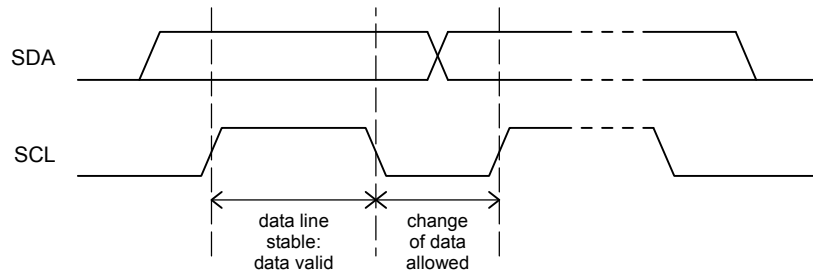 SDA
SCL
data line
stable:
data valid
change
of data
allowed